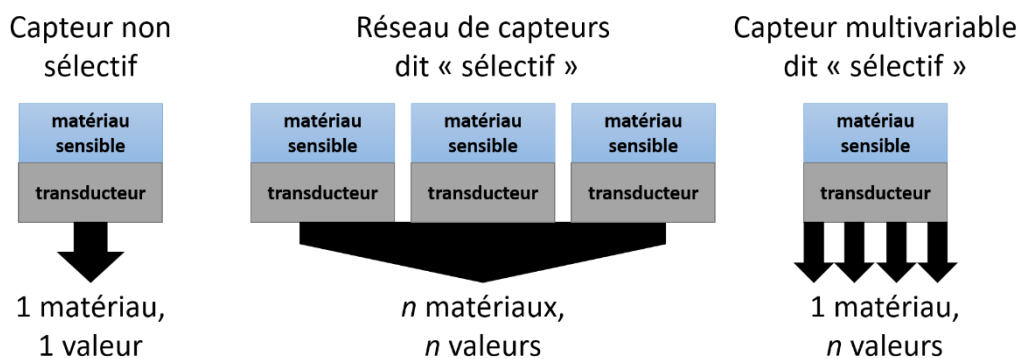 Capteur non
sélectif
matériau
sensible
transducteur
1 matériau,
1 valeur
Réseau de capteurs
dit « sélectif »
matériau
sensible
transducteur
matériau
sensible
transducteur
matériau
sensible
transducteur
n matériaux,
n valeurs
Capteur multivariable
dit « sélectif »
matériau
sensible
transducteur
1 matériau,
n valeurs